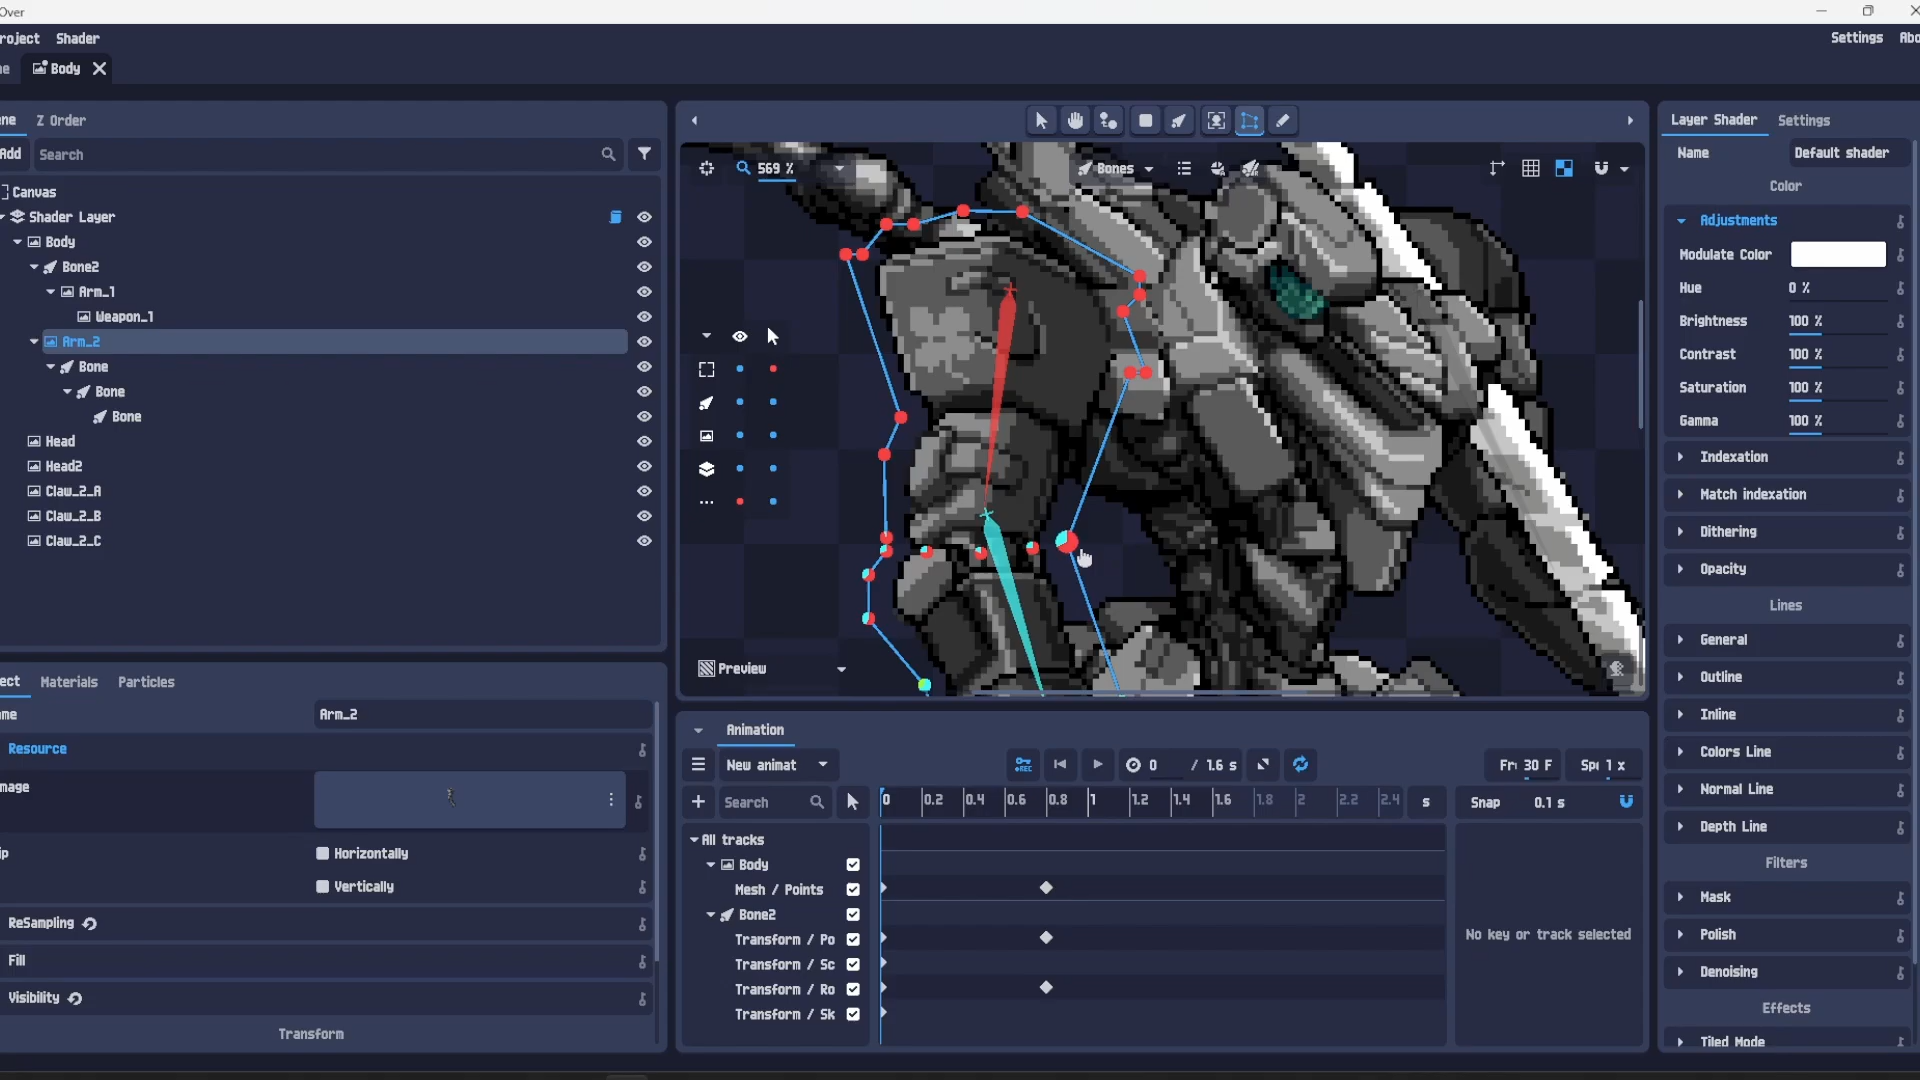 Over
roject Shader
Settings Abo
ne Body
ene Z Order
Add Search
Canvas
Shader Layer
Body
Bone2
Arm_1
Weapon_1
Arm_2
Bone
Bone
Bone
Head
Head2
Claw_2_A
Claw_2_B
Claw_2_C
ect Materials Particles
me Arm_2
Resource
mage
ip Horizontally
Vertically
ReSampling
Fill
Visibility
Transform
569 % Bones
Preview
Animation
New animat REC 0 / 1.6 s Fr: 30 F Spi 1 x
Search 0 0.2 0.4 0.6 0.8 1 1.2 1.4 1.6 1.8 2 2.2 2.4 s Snap 0.1 s
All tracks
Body
Mesh / Points
Bone2
Transform / Po
Transform / Sc
Transform / Ro
Transform / Sk
No key or track selected
Layer Shader Settings
Name Default shader
Color
Adjustments
Modulate Color
Hue 0 %
Brightness 100 %
Contrast 100 %
Saturation 100 %
Gamma 100 %
Indexation
Match indexation
Dithering
Opacity
Lines
General
Outline
Inline
Colors Line
Normal Line
Depth Line
Filters
Mask
Polish
Denoising
Effects
Tiled Mode